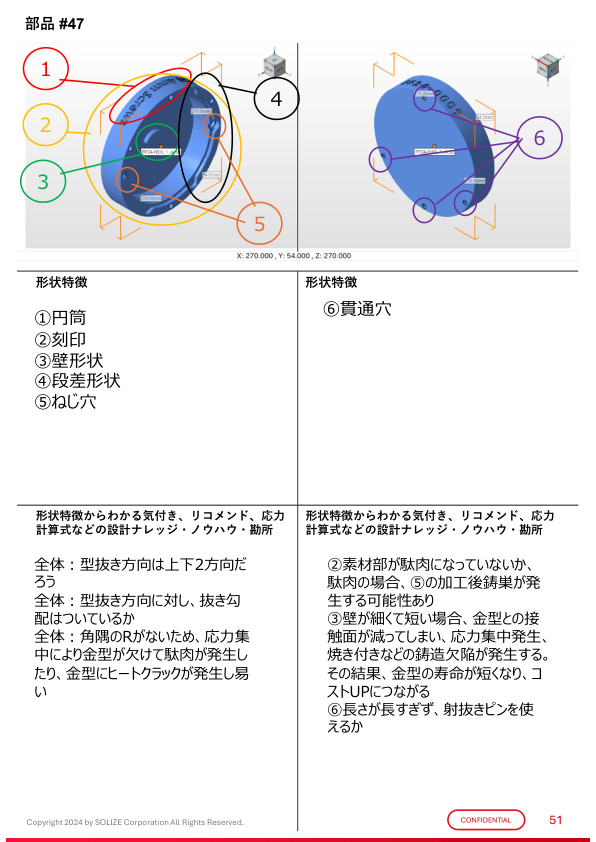 部品 #47
1
2
3
4
5
6
X: 270.000 , Y: 54.000 , Z: 270.000
形状特徴
①円筒
②刻印
③壁形状
④段差形状
⑤ねじ穴
形状特徴
⑥貫通穴
形状特徴からわかる気付き、リコメンド、応力
計算式などの設計ナレッジ・ノウハウ・勘所
全体：型抜き方向は上下2方向だ
ろう
全体：型抜き方向に対し、抜き勾
配はついているか
全体：角隅のRがないため、応力集
中により金型が欠けて駄肉が発生し
たり、金型にヒートクラックが発生し易
い
形状特徴からわかる気付き、リコメンド、応力
計算式などの設計ナレッジ・ノウハウ・勘所
②素材部が駄肉になっていないか、
駄肉の場合、⑤の加工後鋳巣が発
生する可能性あり
③壁が細くて短い場合、金型との接
触面が減ってしまい、応力集中発生、
焼き付きなどの鋳造欠陥が発生する。
その結果、金型の寿命が短くなり、コ
ストUPにつながる
⑥長さが長すぎず、射抜きピンを使
えるか
Copyright 2024 by SOLIZE Corporation All Rights Reserved.
CONFIDENTIAL
51